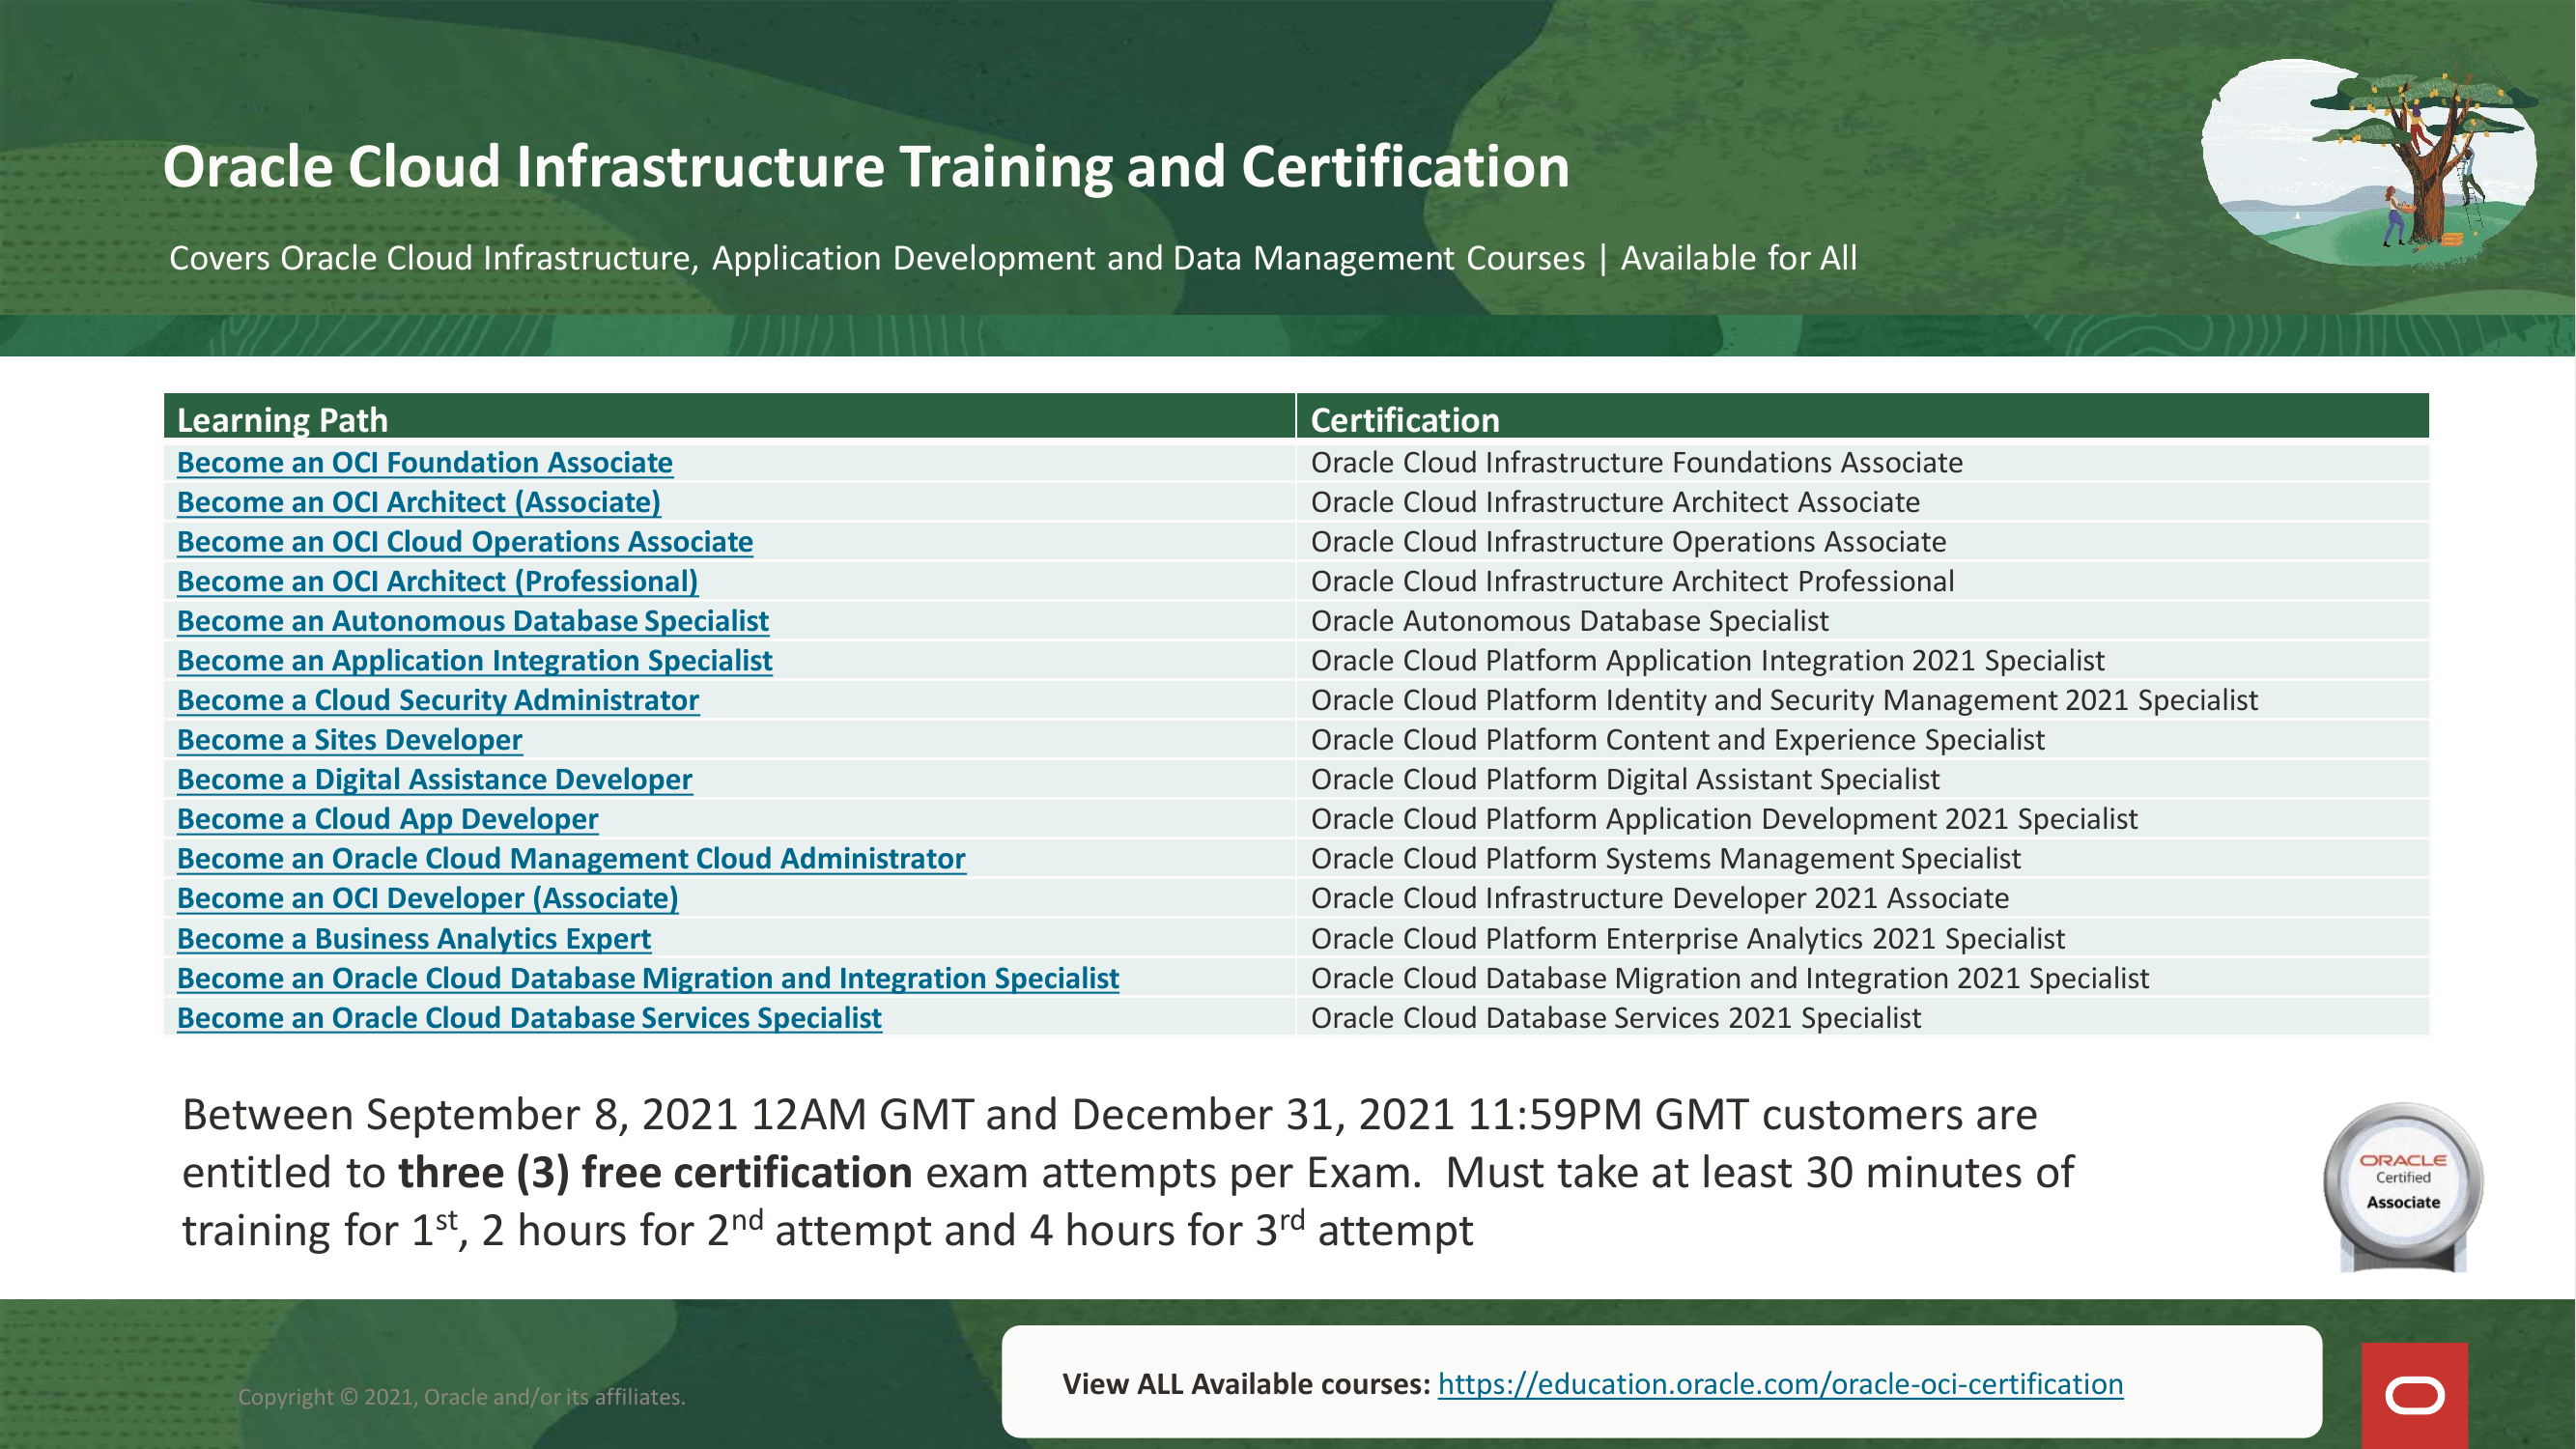 Oracle Cloud Infrastructure Training and Certification
Covers Oracle Cloud Infrastructure, Application Development and Data Management Courses | Available for All
Learning Path Certification
Become an OCI Foundation Associate Oracle Cloud Infrastructure Foundations Associate
Become an OCI Architect (Associate) Oracle Cloud Infrastructure Architect Associate
Become an OCI Cloud Operations Associate Oracle Cloud Infrastructure Operations Associate
Become an OCI Architect (Professional) Oracle Cloud Infrastructure Architect Professional
Become an Autonomous Database Specialist Oracle Autonomous Database Specialist
Become an Application Integration Specialist Oracle Cloud Platform Application Integration 2021 Specialist
Become a Cloud Security Administrator Oracle Cloud Platform Identity and Security Management 2021 Specialist
Become a Sites Developer Oracle Cloud Platform Content and Experience Specialist
Become a Digital Assistance Developer Oracle Cloud Platform Digital Assistant Specialist
Become a Cloud App Developer Oracle Cloud Platform Application Development 2021 Specialist
Become an Oracle Cloud Management Cloud Administrator Oracle Cloud Platform Systems Management Specialist
Become an OCI Developer (Associate) Oracle Cloud Infrastructure Developer 2021 Associate
Become a Business Analytics Expert Oracle Cloud Platform Enterprise Analytics 2021 Specialist
Become an Oracle Cloud Database Migration and Integration Specialist Oracle Cloud Database Migration and Integration 2021 Specialist
Become an Oracle Cloud Database Services Specialist Oracle Cloud Database Services 2021 Specialist
Between September 8, 2021 12AM GMT and December 31, 2021 11:59PM GMT customers are
entitled to three (3) free certification exam attempts per Exam. Must take at least 30 minutes of
training for 1st, 2 hours for 2nd attempt and 4 hours for 3rd attempt
ORACLE
Certified
Associate
View ALL Available courses: https://education.oracle.com/oracle-oci-certification
Copyright © 2021, Oracle and/or its affiliates.